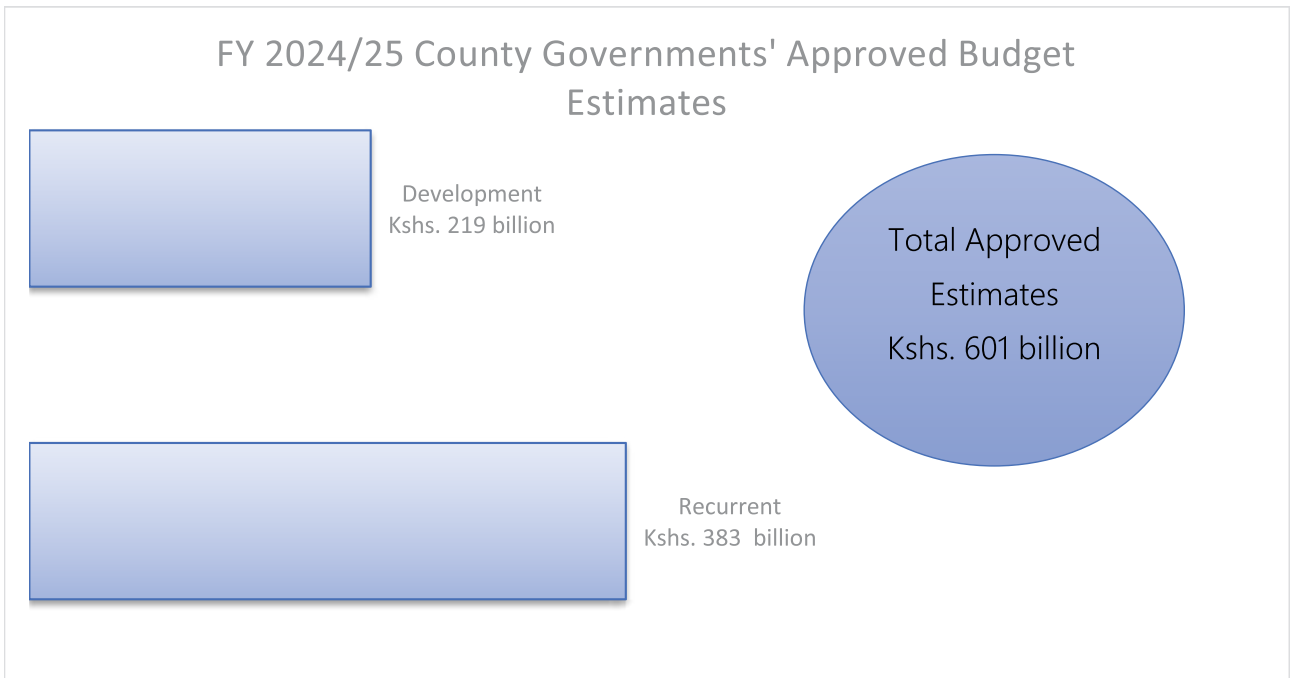 FY 2024/25 County Governments' Approved Budget
Estimates
Development
Kshs. 219 billion
Total Approved
Estimates
Kshs. 601 billion
Recurrent
Kshs. 383  billion